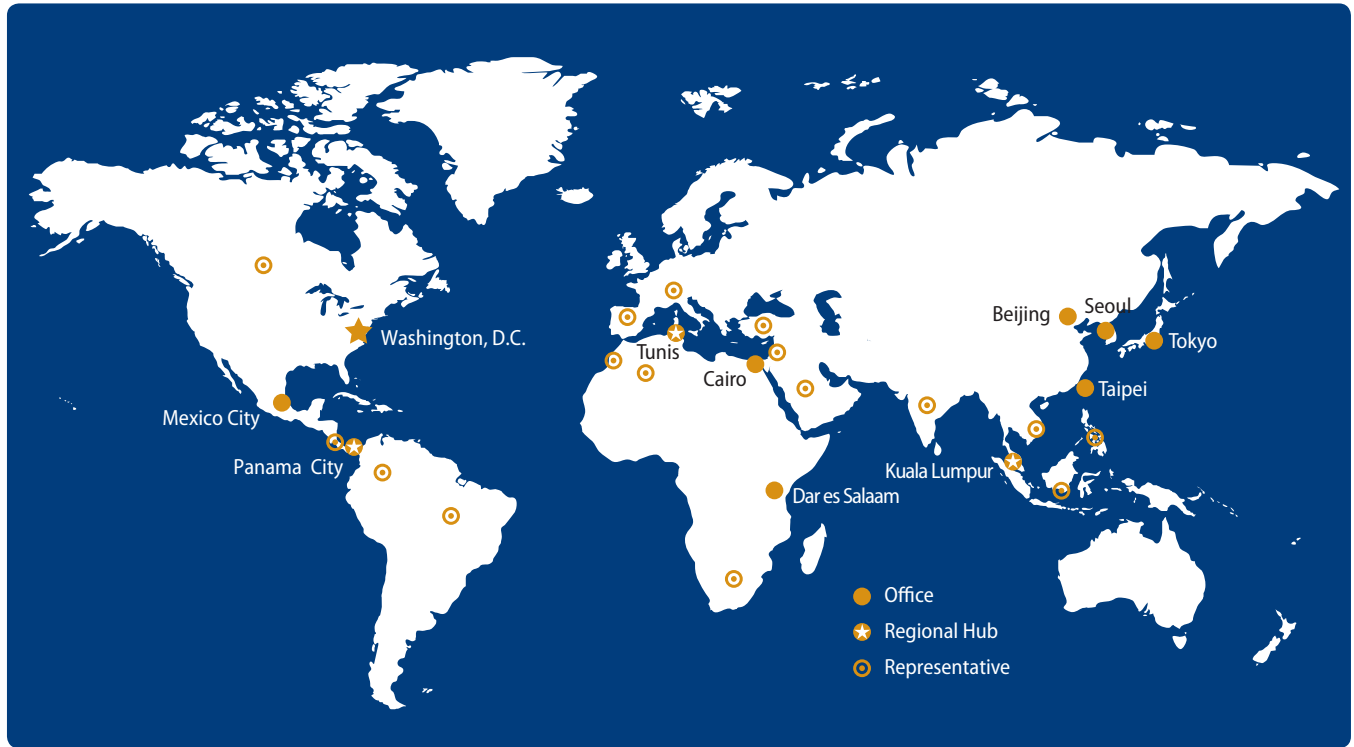 Beijing
Seoul
Washington, D.C.
Tokyo
Tunis
Cairo
Taipei
Mexico City
Panama City
Kuala Lumpur
Dar es Salaam
Office
Regional Hub
Representative